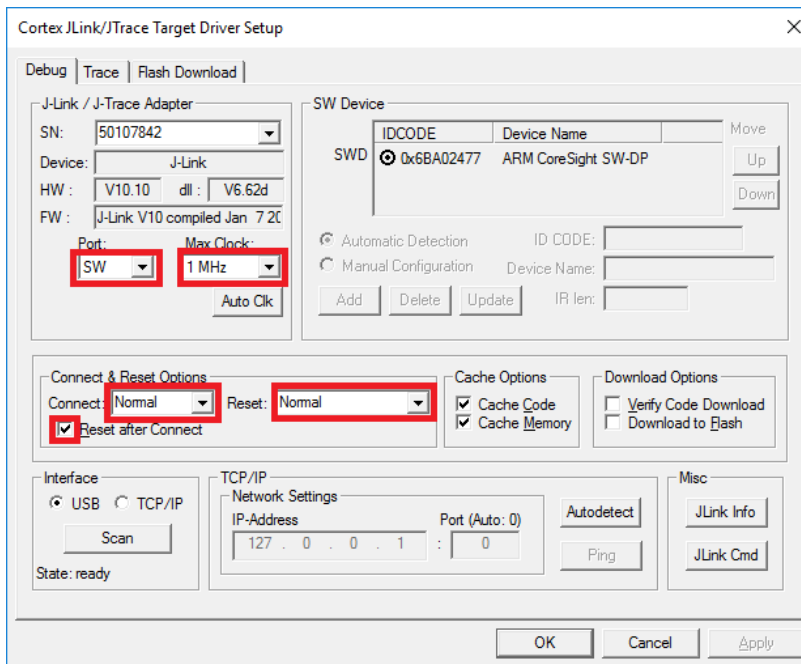 Cortex JLink/JTrace Target Driver Setup
Debug Trace Flash Download
J-Link / J-Trace Adapter
SN: 50107842
Device: J-Link
HW : V10.10 dll : V6.62d
FW : J-Link V10 compiled Jan 7 20
Port: Max Clock:
SW 1 MHz
Auto Clk
SW Device
IDCODE Device Name
SWD 0x6BA02477 ARM CoreSight SW-DP
Move
Up
Down
Automatic Detection ID CODE:
Manual Configuration Device Name:
Add Delete Update IR len:
Connect & Reset Options
Connect: Normal Reset: Normal
Reset after Connect
Cache Options
Cache Code
Cache Memory
Download Options
Verify Code Download
Download to Flash
Interface
USB TCP/IP
Scan
State: ready
TCP/IP
Network Settings
IP-Address Port (Auto: 0)
127 . 0 . 0 . 1 : 0
Autodetect
Ping
Misc
JLink Info
JLink Cmd
OK Cancel Apply